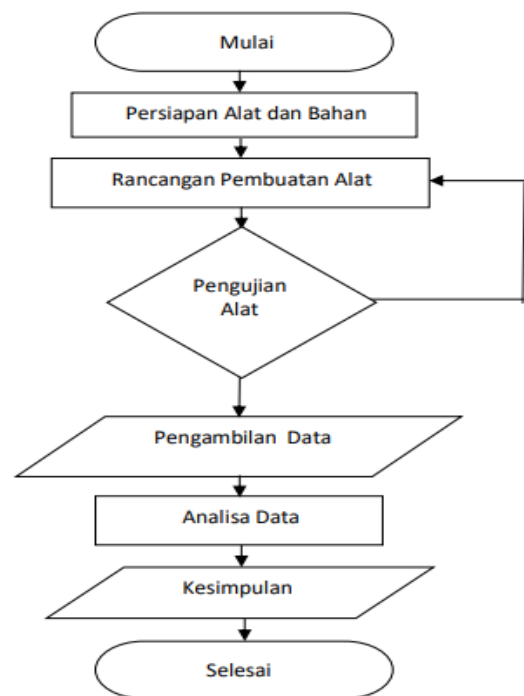 Mulai
Persiapan Alat dan Bahan
Rancangan Pembuatan Alat
Pengujian
Alat
Pengambilan Data
Analisa Data
Kesimpulan
Selesai